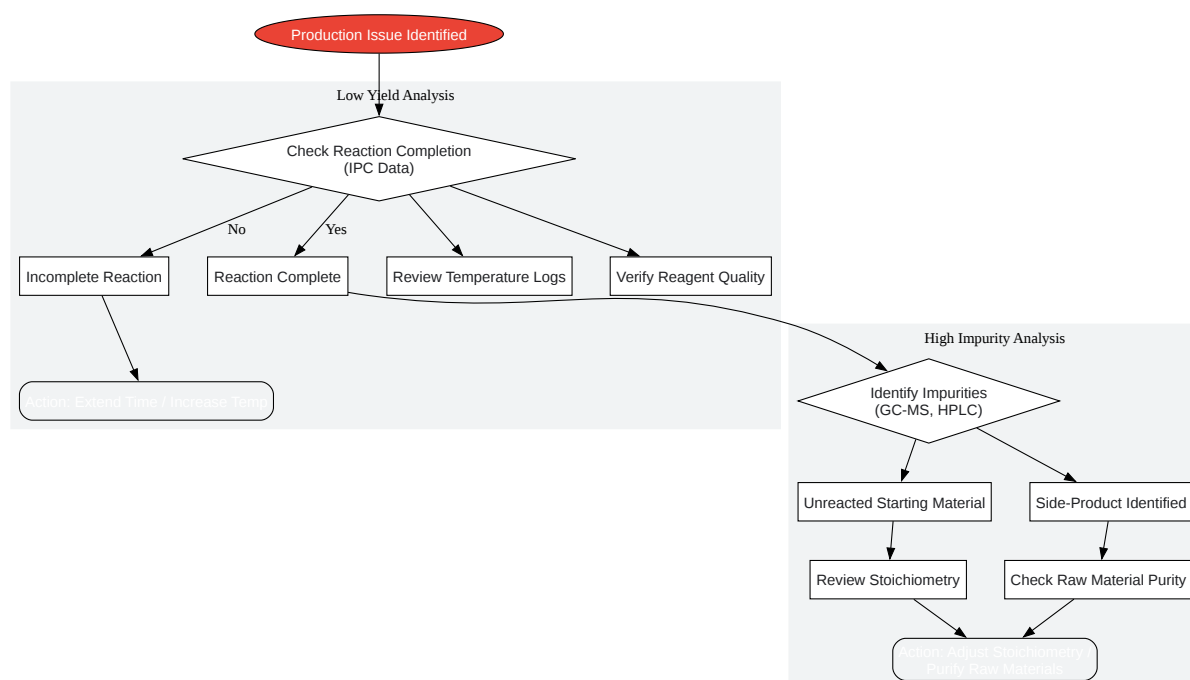 Production Issue Identified
Low Yield Analysis
Check Reaction Completion
(IPC Data)
No
Yes
Incomplete Reaction
Reaction Complete
Review Temperature Logs
Verify Reagent Quality
High Impurity Analysis
Action: Extend Time / Increase Temp
Identify Impurities
(GC-MS, HPLC)
Unreacted Starting Material
Side-Product Identified
Review Stoichiometry
Check Raw Material Purity
Action: Adjust Stoichiometry /
Purify Raw Materials